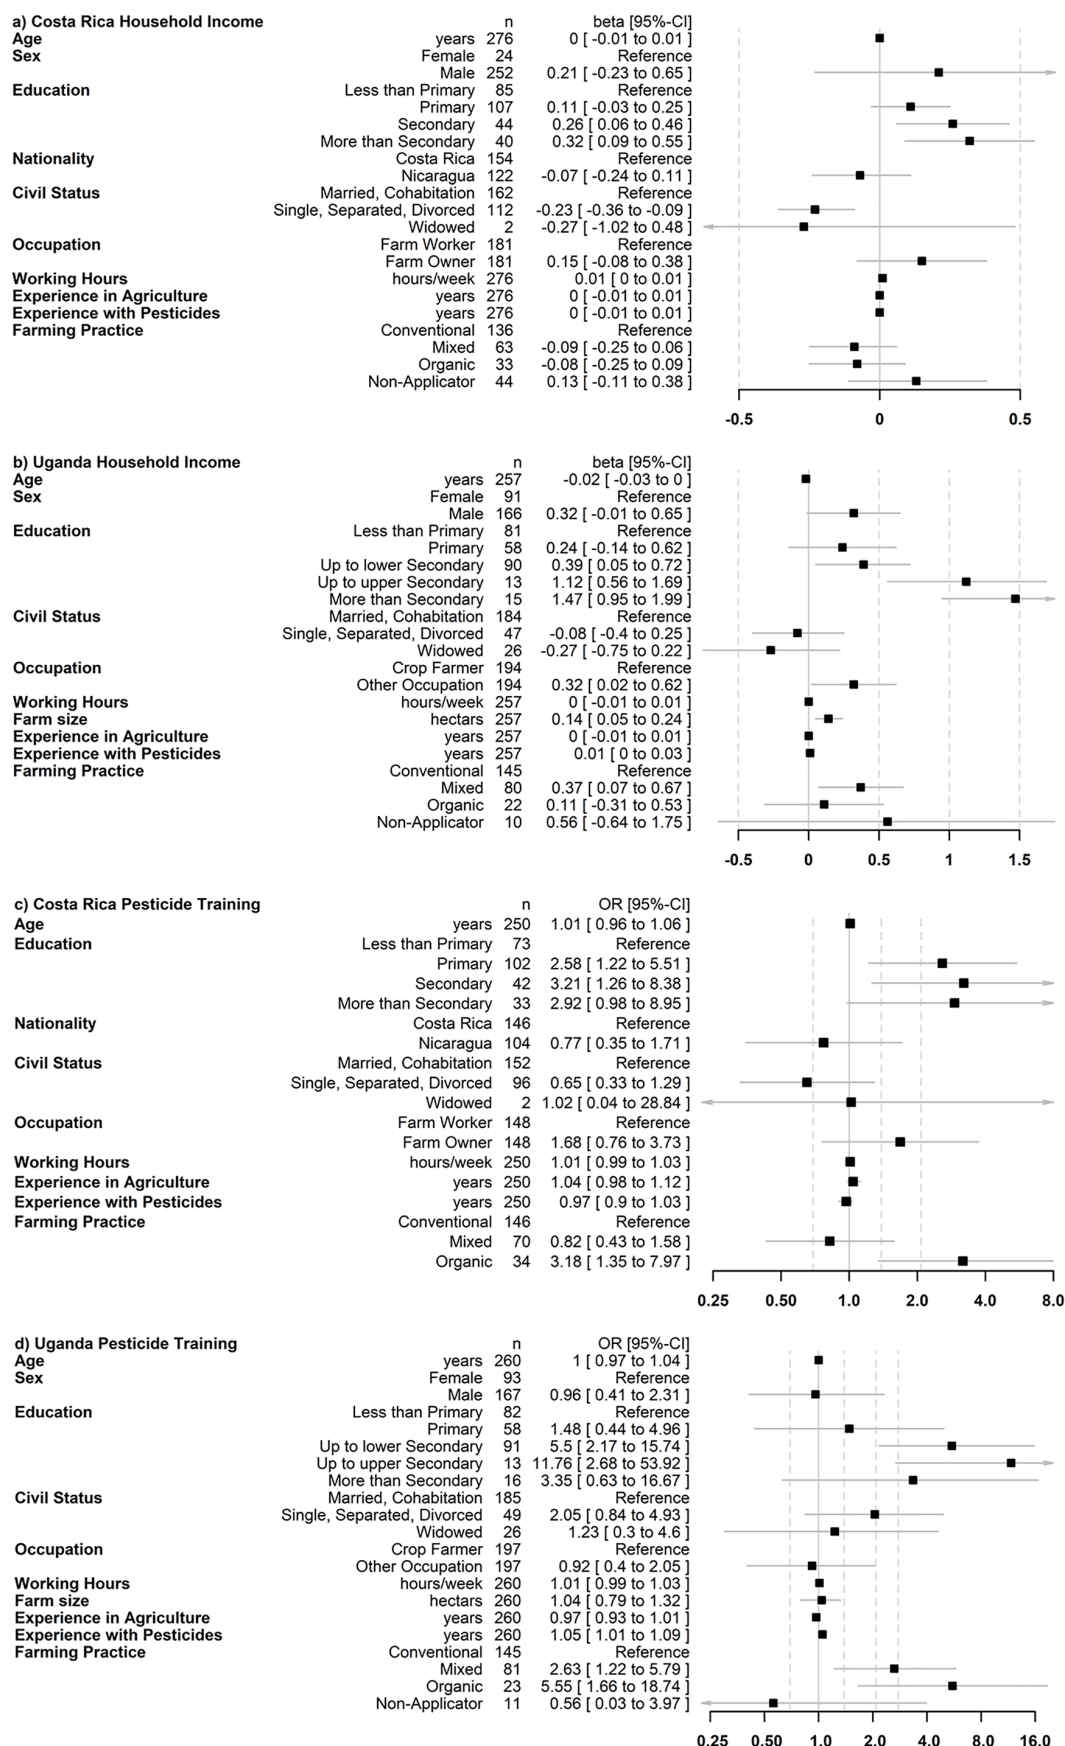 a) Costa Rica Household Income n beta [95%-CI]
Age years 276 0 [ -0.01 to 0.01 ]
Sex Female 24 Reference
Male 252 0.21 [ -0.23 to 0.65 ]
Education Less than Primary 85 Reference
Primary 107 0.11 [ -0.03 to 0.25 ]
Secondary 44 0.26 [ 0.06 to 0.46 ]
More than Secondary 40 0.32 [ 0.09 to 0.55 ]
Nationality Costa Rica 154 Reference
Nicaragua 122 -0.07 [ -0.24 to 0.11 ]
Civil Status Married, Cohabitation 162 Reference
Single, Separated, Divorced 112 -0.23 [ -0.36 to -0.09 ]
Widowed 2 -0.27 [ -1.02 to 0.48 ]
Occupation Farm Worker 181 Reference
Farm Owner 181 0.15 [ -0.08 to 0.38 ]
Working Hours hours/week 276 0.01 [ 0 to 0.01 ]
Experience in Agriculture years 276 0 [ -0.01 to 0.01 ]
Experience with Pesticides years 276 0 [ -0.01 to 0.01 ]
Farming Practice Conventional 136 Reference
Mixed 63 -0.09 [ -0.25 to 0.06 ]
Organic 33 -0.08 [ -0.25 to 0.09 ]
Non-Applicator 44 0.13 [ -0.11 to 0.38 ]
-0.5 0 0.5
b) Uganda Household Income n beta [95%-CI]
Age years 257 -0.02 [ -0.03 to 0 ]
Sex Female 91 Reference
Male 166 0.32 [ -0.01 to 0.65 ]
Education Less than Primary 81 Reference
Primary 58 0.24 [ -0.14 to 0.62 ]
Up to lower Secondary 90 0.39 [ 0.05 to 0.72 ]
Up to upper Secondary 13 1.12 [ 0.56 to 1.69 ]
More than Secondary 15 1.47 [ 0.95 to 1.99 ]
Civil Status Married, Cohabitation 184 Reference
Single, Separated, Divorced 47 -0.08 [ -0.4 to 0.25 ]
Widowed 26 -0.27 [ -0.75 to 0.22 ]
Occupation Crop Farmer 194 Reference
Other Occupation 194 0.32 [ 0.02 to 0.62 ]
Working Hours hours/week 257 0 [ -0.01 to 0.01 ]
Farm size hectars 257 0.14 [ 0.05 to 0.24 ]
Experience in Agriculture years 257 0 [ -0.01 to 0.01 ]
Experience with Pesticides years 257 0.01 [ 0 to 0.03 ]
Farming Practice Conventional 145 Reference
Mixed 80 0.37 [ 0.07 to 0.67 ]
Organic 22 0.11 [ -0.31 to 0.53 ]
Non-Applicator 10 0.56 [ -0.64 to 1.75 ]
-0.5 0 0.5 1 1.5
c) Costa Rica Pesticide Training n OR [95%-CI]
Age years 250 1.01 [ 0.96 to 1.06 ]
Education Less than Primary 73 Reference
Primary 102 2.58 [ 1.22 to 5.51 ]
Secondary 42 3.21 [ 1.26 to 8.38 ]
More than Secondary 33 2.92 [ 0.98 to 8.95 ]
Nationality Costa Rica 146 Reference
Nicaragua 104 0.77 [ 0.35 to 1.71 ]
Civil Status Married, Cohabitation 152 Reference
Single, Separated, Divorced 96 0.65 [ 0.33 to 1.29 ]
Widowed 2 1.02 [ 0.04 to 28.84 ]
Occupation Farm Worker 148 Reference
Farm Owner 148 1.68 [ 0.76 to 3.73 ]
Working Hours hours/week 250 1.01 [ 0.99 to 1.03 ]
Experience in Agriculture years 250 1.04 [ 0.98 to 1.12 ]
Experience with Pesticides years 250 0.97 [ 0.9 to 1.03 ]
Farming Practice Conventional 146 Reference
Mixed 70 0.82 [ 0.43 to 1.58 ]
Organic 34 3.18 [ 1.35 to 7.97 ]
0.25 0.50 1.0 2.0 4.0 8.0
d) Uganda Pesticide Training n OR [95%-CI]
Age years 260 1 [ 0.97 to 1.04 ]
Sex Female 93 Reference
Male 167 0.96 [ 0.41 to 2.31 ]
Education Less than Primary 82 Reference
Primary 58 1.48 [ 0.44 to 4.96 ]
Up to lower Secondary 91 5.5 [ 2.17 to 15.74 ]
Up to upper Secondary 13 11.76 [ 2.68 to 53.92 ]
More than Secondary 16 3.35 [ 0.63 to 16.67 ]
Civil Status Married, Cohabitation 185 Reference
Single, Separated, Divorced 49 2.05 [ 0.84 to 4.93 ]
Widowed 26 1.23 [ 0.3 to 4.6 ]
Occupation Crop Farmer 197 Reference
Other Occupation 197 0.92 [ 0.4 to 2.05 ]
Working Hours hours/week 260 1.01 [ 0.99 to 1.03 ]
Farm size hectars 260 1.04 [ 0.79 to 1.32 ]
Experience in Agriculture years 260 0.97 [ 0.93 to 1.01 ]
Experience with Pesticides years 260 1.05 [ 1.01 to 1.09 ]
Farming Practice Conventional 145 Reference
Mixed 81 2.63 [ 1.22 to 5.79 ]
Organic 23 5.55 [ 1.66 to 18.74 ]
Non-Applicator 11 0.56 [ 0.03 to 3.97 ]
0.25 0.50 1.0 2.0 4.0 8.0 16.0